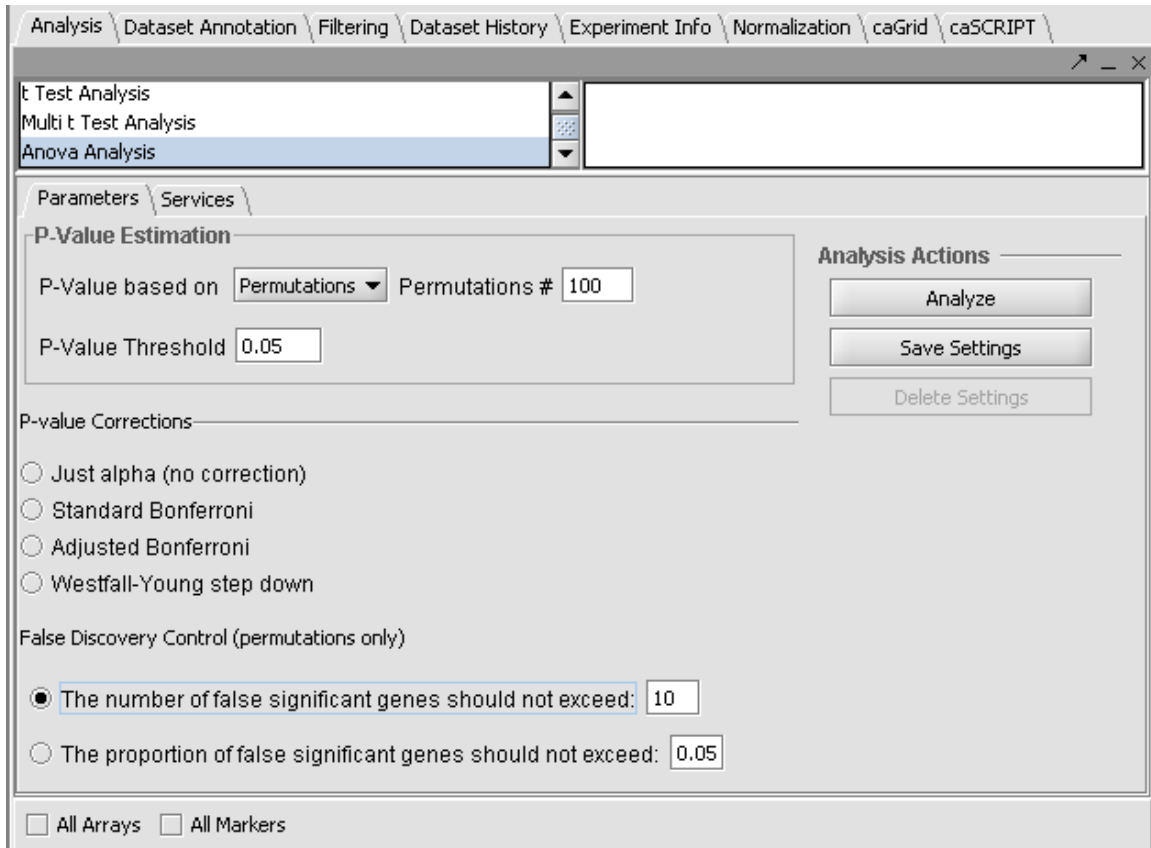 Analysis Dataset Annotation Filtering Dataset History Experiment Info Normalization caGrid caSCRIPT
t Test Analysis
Multi t Test Analysis
Anova Analysis
Parameters Services
P-Value Estimation
P-Value based on Permutations Permutations # 100
P-Value Threshold 0.05
Analysis Actions
Analyze
Save Settings
Delete Settings
P-value Corrections
Just alpha (no correction)
Standard Bonferroni
Adjusted Bonferroni
Westfall-Young step down
False Discovery Control (permutations only)
The number of false significant genes should not exceed: 10
The proportion of false significant genes should not exceed: 0.05
All Arrays All Markers